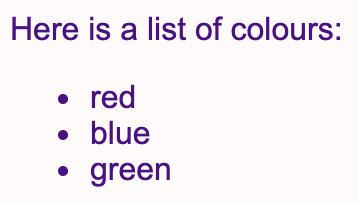 Here is a list of colours:
• red
• blue
• green